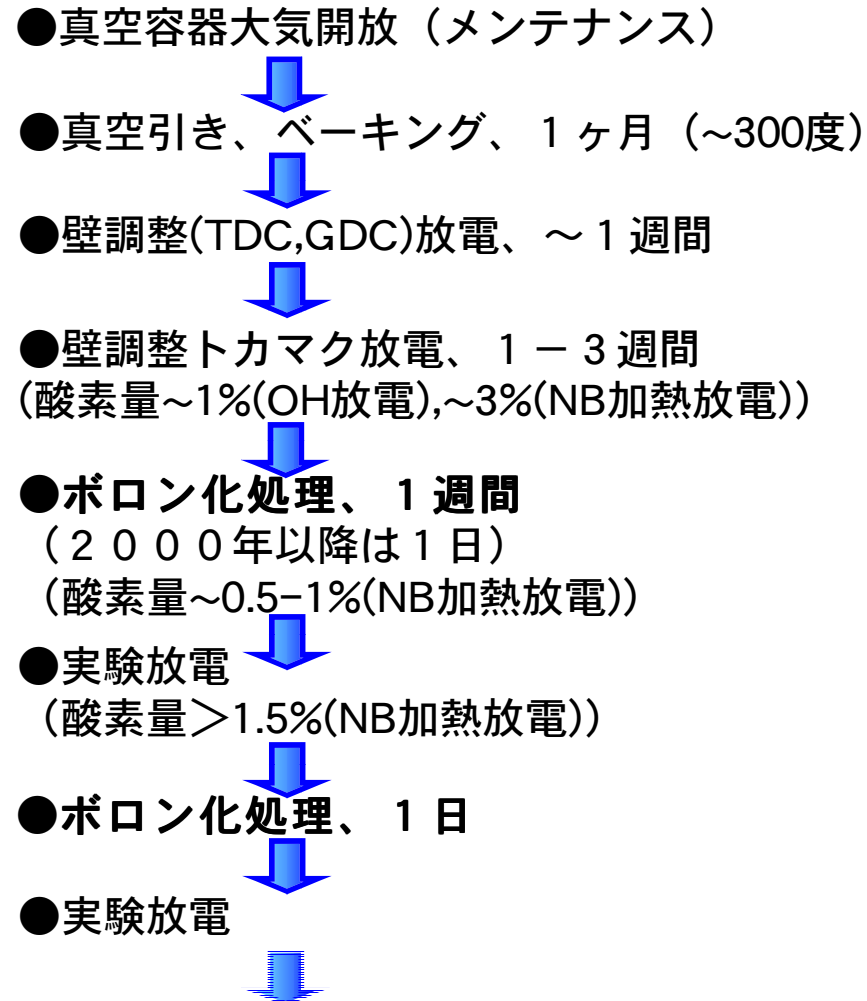 ●真空容器大気開放（メンテナンス）
●真空引き、ベーキング、１ヶ月（~300度）
●壁調整(TDC,GDC)放電、～１週間
●壁調整トカマク放電、１－３週間
(酸素量~1%(OH放電),~3%(NB加熱放電))
●ボロン化処理、１週間
（２０００年以降は１日）
(酸素量~0.5-1%(NB加熱放電))
●実験放電
（酸素量＞1.5%(NB加熱放電))
●ボロン化処理、１日
●実験放電